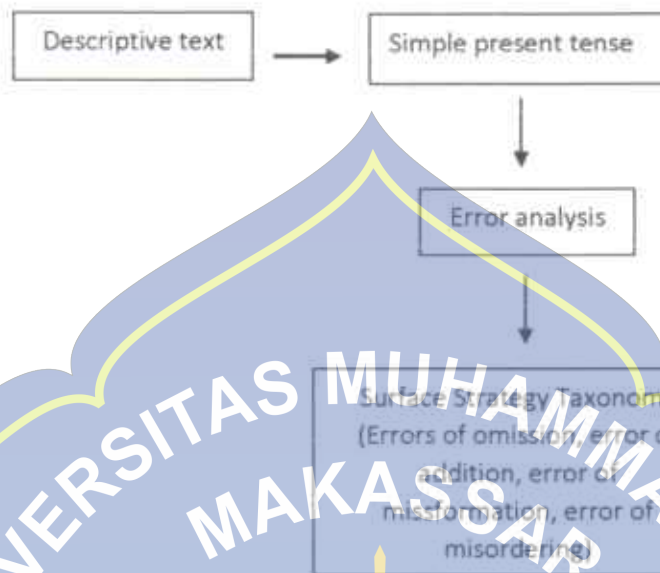 Descriptive text
Simple present tense
Error analysis
Surface Strategy Taxonom
(Errors of omission, error o
addition, error of
missformation, error of
misordering)
VERSITAS MUHAMMA
MAKASSAR